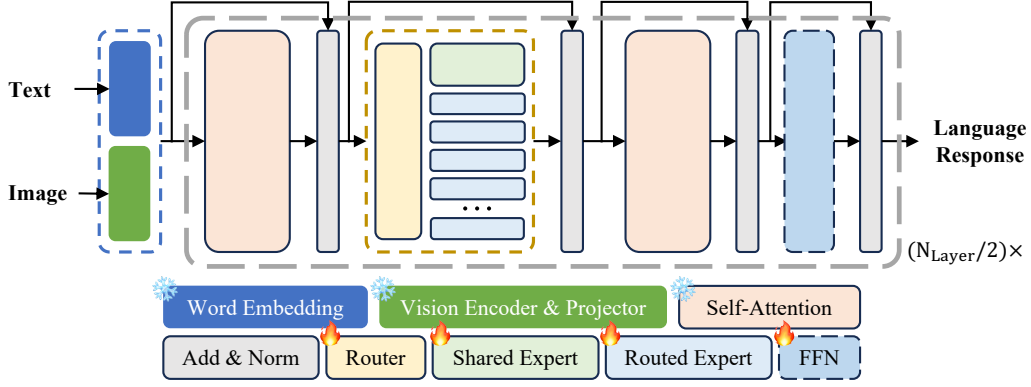 Text
Image
...
Language
Response
(N_Layer/2)×
Word Embedding
Vision Encoder & Projector
Self-Attention
Add & Norm
Router
Shared Expert
Routed Expert
FFN